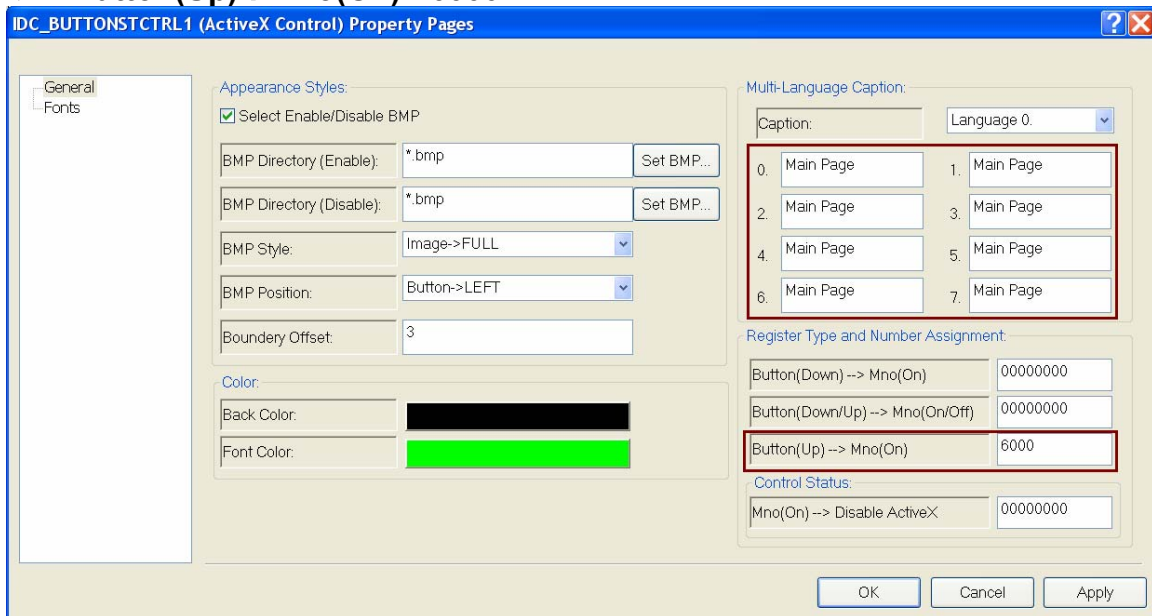 IDC_BUTTONSTCTRL1 (ActiveX Control) Property Pages
General
Fonts
Appearance Styles:
Select Enable/Disable BMP
BMP Directory (Enable): *.bmp Set BMP...
BMP Directory (Disable): *.bmp Set BMP...
BMP Style: Image->FULL
BMP Position: Button->LEFT
Boundery Offset: 3
Color:
Back Color:
Font Color:
Multi-Language Caption:
Caption: Language 0.
0. Main Page 1. Main Page
2. Main Page 3. Main Page
4. Main Page 5. Main Page
6. Main Page 7. Main Page
Register Type and Number Assignment:
Button(Down) --> Mno(On) 00000000
Button(Down/Up) --> Mno(On/Off) 00000000
Button(Up) --> Mno(On) 6000
Control Status:
Mno(On) --> Disable ActiveX 00000000
OK Cancel Apply